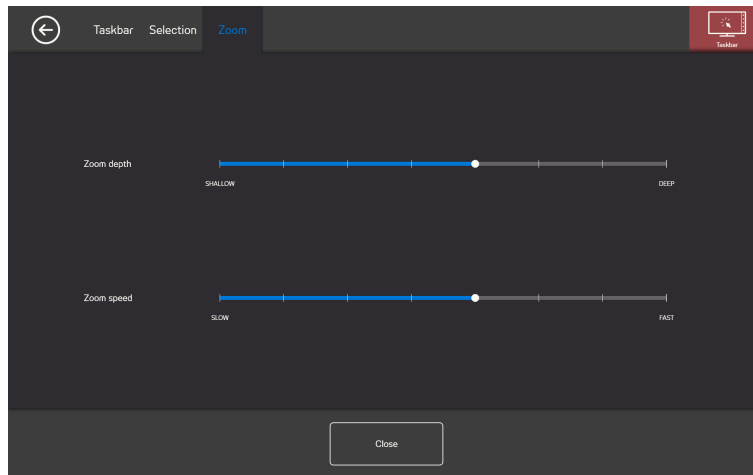 Taskbar Selection Zoom
Taskbar
Zoom depth
SHALLOW DEEP
Zoom speed
SLOW FAST
Close